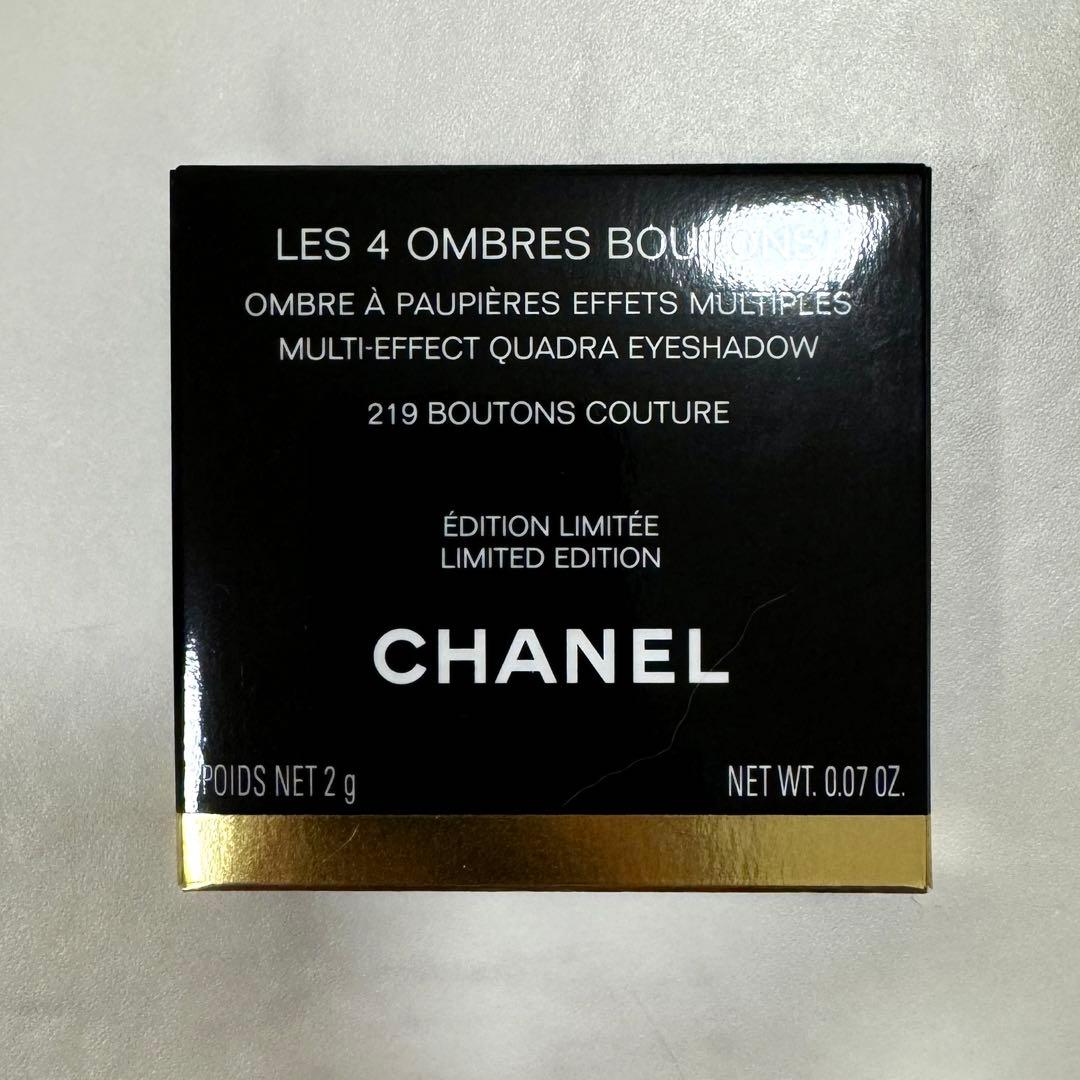 LES 4 OMBRES BOUTONS
OMBRE À PAUPIÈRES EFFETS MULTIPLES
MULTI-EFFECT QUADRA EYESHADOW
219 BOUTONS COUTURE
ÉDITION LIMITÉE
LIMITED EDITION
CHANEL
POIDS NET 2 g
NET WT. 0.07 OZ.